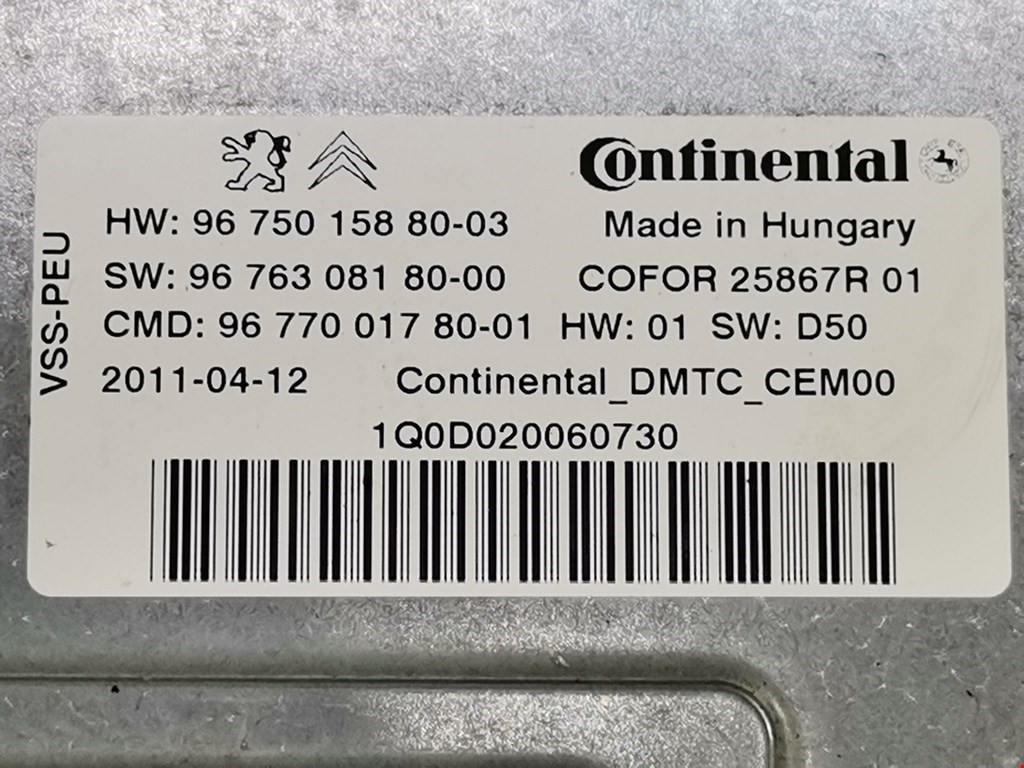 Continental
HW: 96 750 158 80-03
Made in Hungary
SW: 96 763 081 80-00
COFOR 25867R 01
CMD: 96 770 017 80-01 HW: 01 SW: D50
2011-04-12
Continental_DMTC_CEM00
1Q0D020060730
VSS-PEU